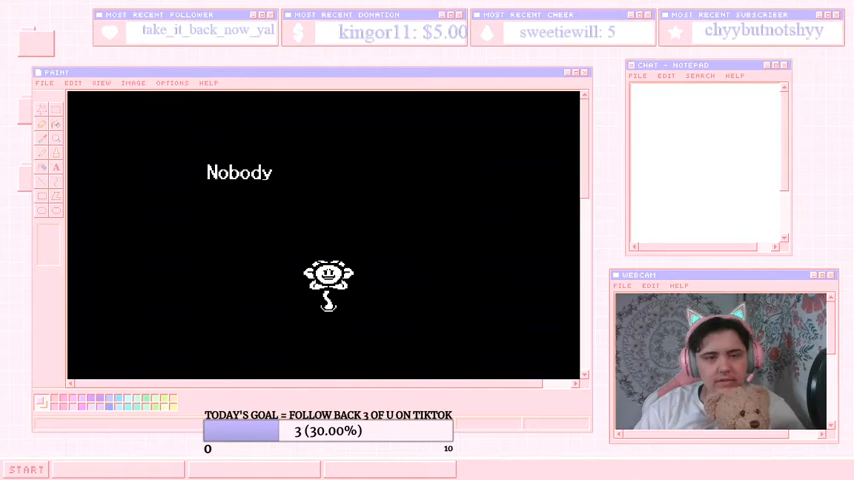 MOST RECENT FOLLOWER
take_it_back_now_yal
MOST RECENT DONATION
kingor11: $5.00
MOST RECENT CHEER
sweetiewill: 5
MOST RECENT SUBSCRIBER
chyybutnotshyy
PAINT
FILE EDIT VIEW IMAGE OPTIONS HELP
Nobody
CHAT - NOTEPAD
FILE EDIT SEARCH HELP
WEBCAM
FILE EDIT HELP
TODAY'S GOAL = FOLLOW BACK 3 OF U ON TIKTOK
3 (30.00%)
0 10
START